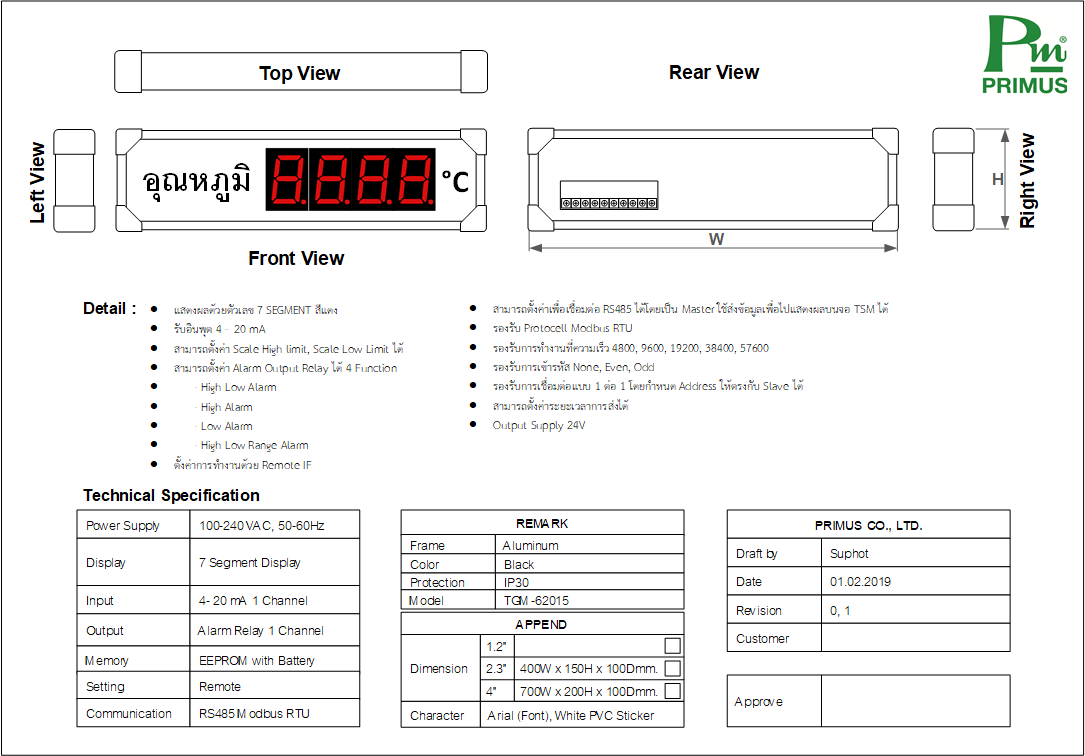 Pm®
PRIMUS
Top View
Rear View
Left View
อุณหภูมิ 8.8.8.8. °C
Front View
H
Right View
W
Detail :
• แสดงผลด้วยตัวเลข 7 SEGMENT สีแดง
• รับอินพุต 4 - 20 mA
• สามารถตั้งค่า Scale High limit, Scale Low Limit ได้
• สามารถตั้งค่า Alarm Output Relay ได้ 4 Function
• - High Low Alarm
• - High Alarm
• - Low Alarm
• - High Low Range Alarm
• ตั้งค่าการทำงานด้วย Remote IF
• สามารถตั้งค่าเพื่อเชื่อมต่อ RS485 ได้โดยเป็น Master ใช้ส่งข้อมูลเพื่อไปแสดงผลบนจอ TSM ได้
• รองรับ Protocell Modbus RTU
• รองรับการทำงานที่ความเร็ว 4800, 9600, 19200, 38400, 57600
• รองรับการเข้ารหัส None, Even, Odd
• รองรับการเชื่อมต่อแบบ 1 ต่อ 1 โดยกำหนด Address ให้ตรงกับ Slave ได้
• สามารถตั้งค่าระยะเวลาการส่งได้
• Output Supply 24V
Technical Specification
Power Supply 100-240 VAC, 50-60Hz
Display 7 Segment Display
Input 4- 20 mA 1 Channel
Output Alarm Relay 1 Channel
Memory EEPROM with Battery
Setting Remote
Communication RS485 Modbus RTU
REMARK
Frame Aluminum
Color Black
Protection IP30
Model TGM-62015
APPEND
Dimension
1.2"
2.3" 400W x 150H x 100Dmm.
4" 700W x 200H x 100Dmm.
Character Arial (Font), White PVC Sticker
PRIMUS CO., LTD.
Draft by Suphot
Date 01.02.2019
Revision 0, 1
Customer
Approve